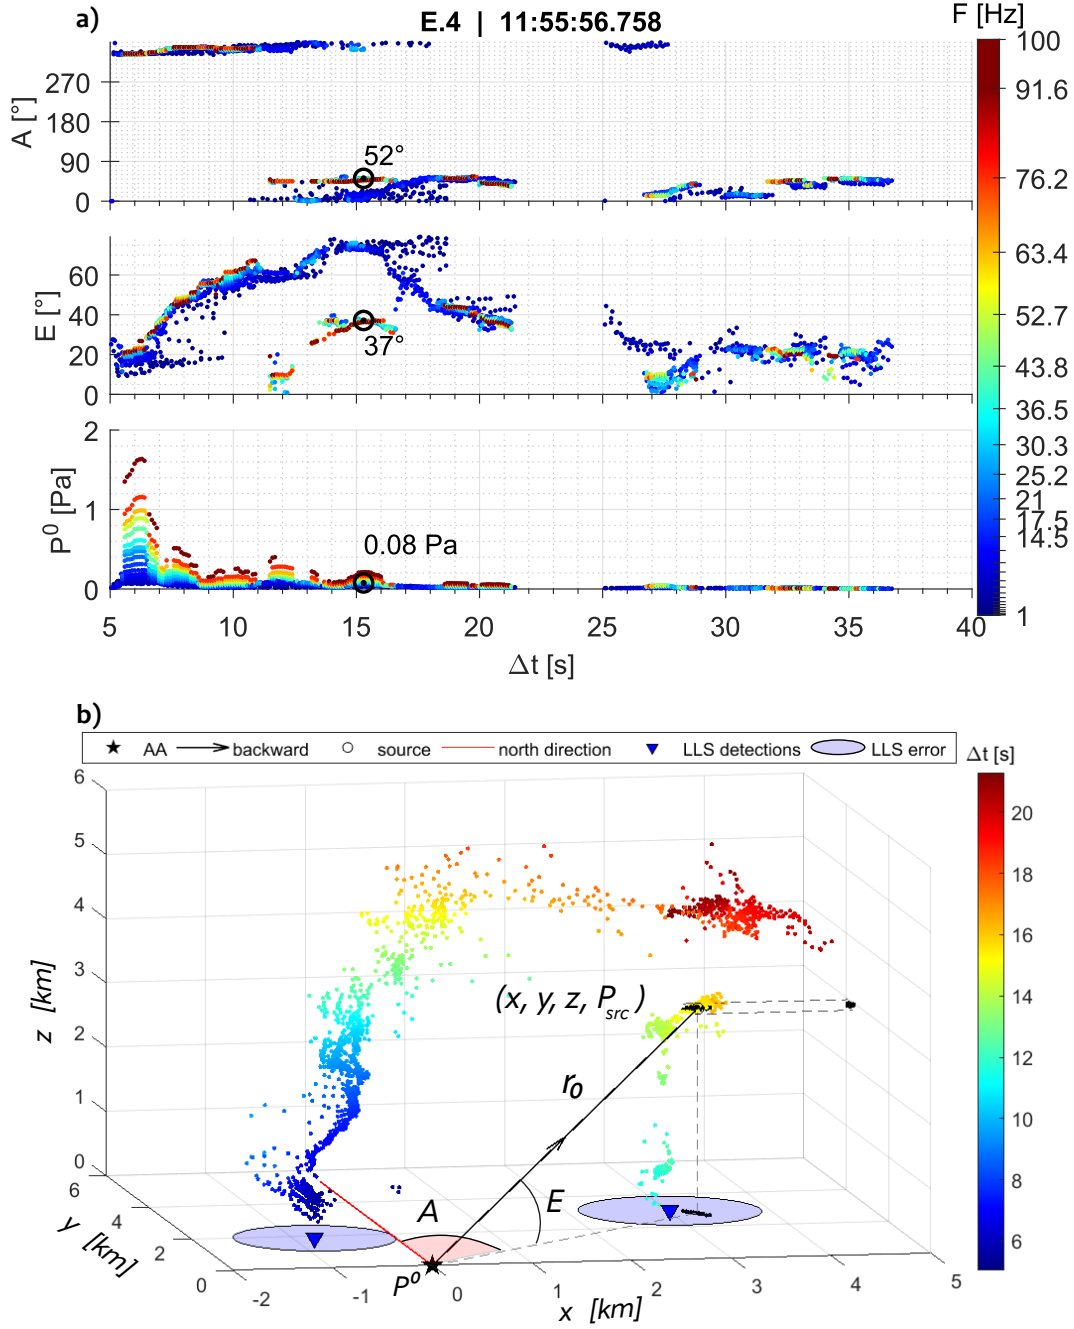 a)
E.4 | 11:55:56.758
F [Hz]
A [°]
270
180
90
0
52°
E [°]
60
40
20
0
37°
P⁰ [Pa]
2
1
0
0.08 Pa
5 10 15 20 25 30 35 40
Δt [s]
100
91.6
76.2
63.4
52.7
43.8
36.5
30.3
25.2
21
17.5
14.5
1
b)
AA backward source north direction LLS detections LLS error
Δt [s]
6
5
4
3
2
1
0
z [km]
6
4
2
0
y [km]
-2 -1 0 1 2 3 4 5
x [km]
(x, y, z, Psrc)
r0
A
E
P⁰
20
18
16
14
12
10
8
6